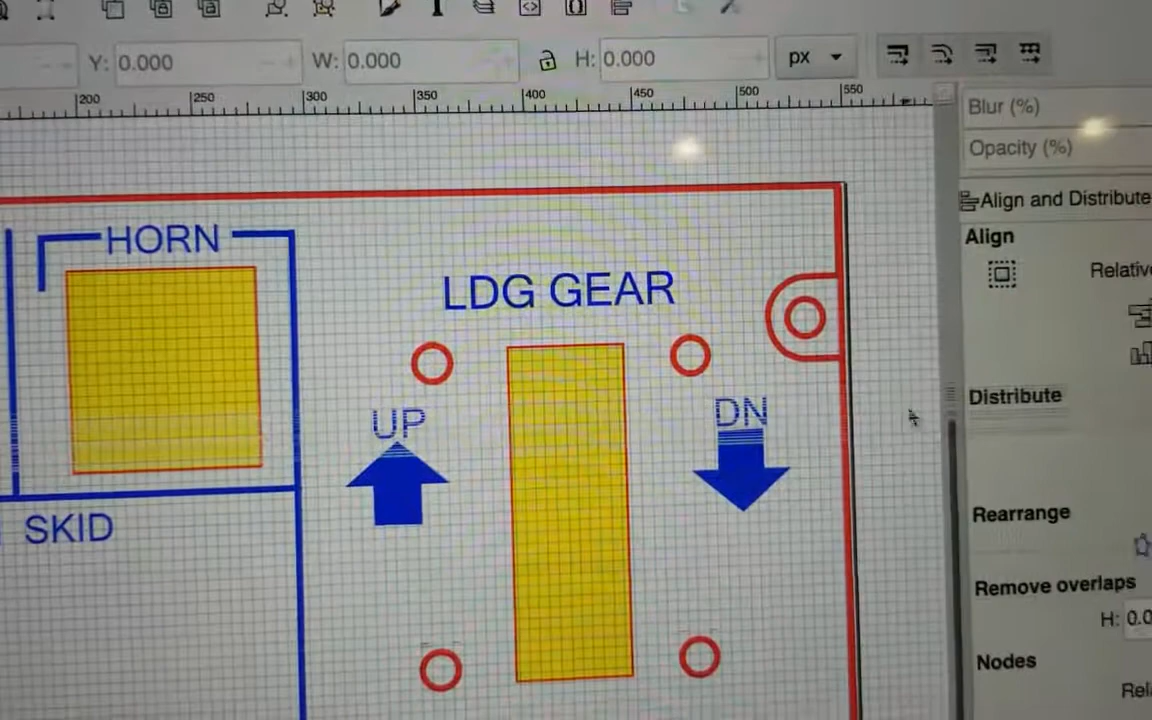 Y: 0.000 W: 0.000 H: 0.000 px
200 250 300 350 400 450 500 550
Blur (%)
Opacity (%)
Align and Distribute
Align
Relative
HORN
LDG GEAR
UP
DN
SKID
Distribute
Rearrange
Remove overlaps
H: 0.0
Nodes
Rel